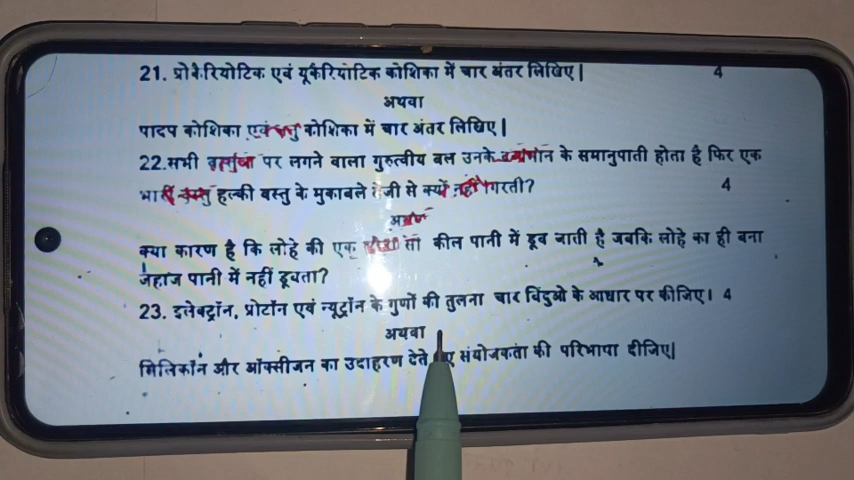 21. प्रोकैरियोटिक एवं यूकैरियोटिक कोशिका में चार अंतर लिखिए| 4
अथवा
पादप कोशिका एवं जन्तु कोशिका में चार अंतर लिखिए|
22.सभी वस्तुओं पर लगने वाला गुरुत्वीय बल उनके द्रव्यमान के समानुपाती होता है फिर एक
भारी वस्तु हल्की वस्तु के मुकाबले तेजी से क्यों नहीं गिरती? 4
अथवा
क्या कारण है कि लोहे की एक सी कील पानी में डूब जाती है जबकि लोहे का ही बना
जहाज पानी में नहीं डूबता?
23. इलेक्ट्रॉन, प्रोटॉन एवं न्यूट्रॉन के गुणों की तुलना चार बिंदुओ के आधार पर कीजिए। 4
अथवा
सिलिकॉन और ऑक्सीजन का उदाहरण देते हुए संयोजकता की परिभाषा दीजिए|